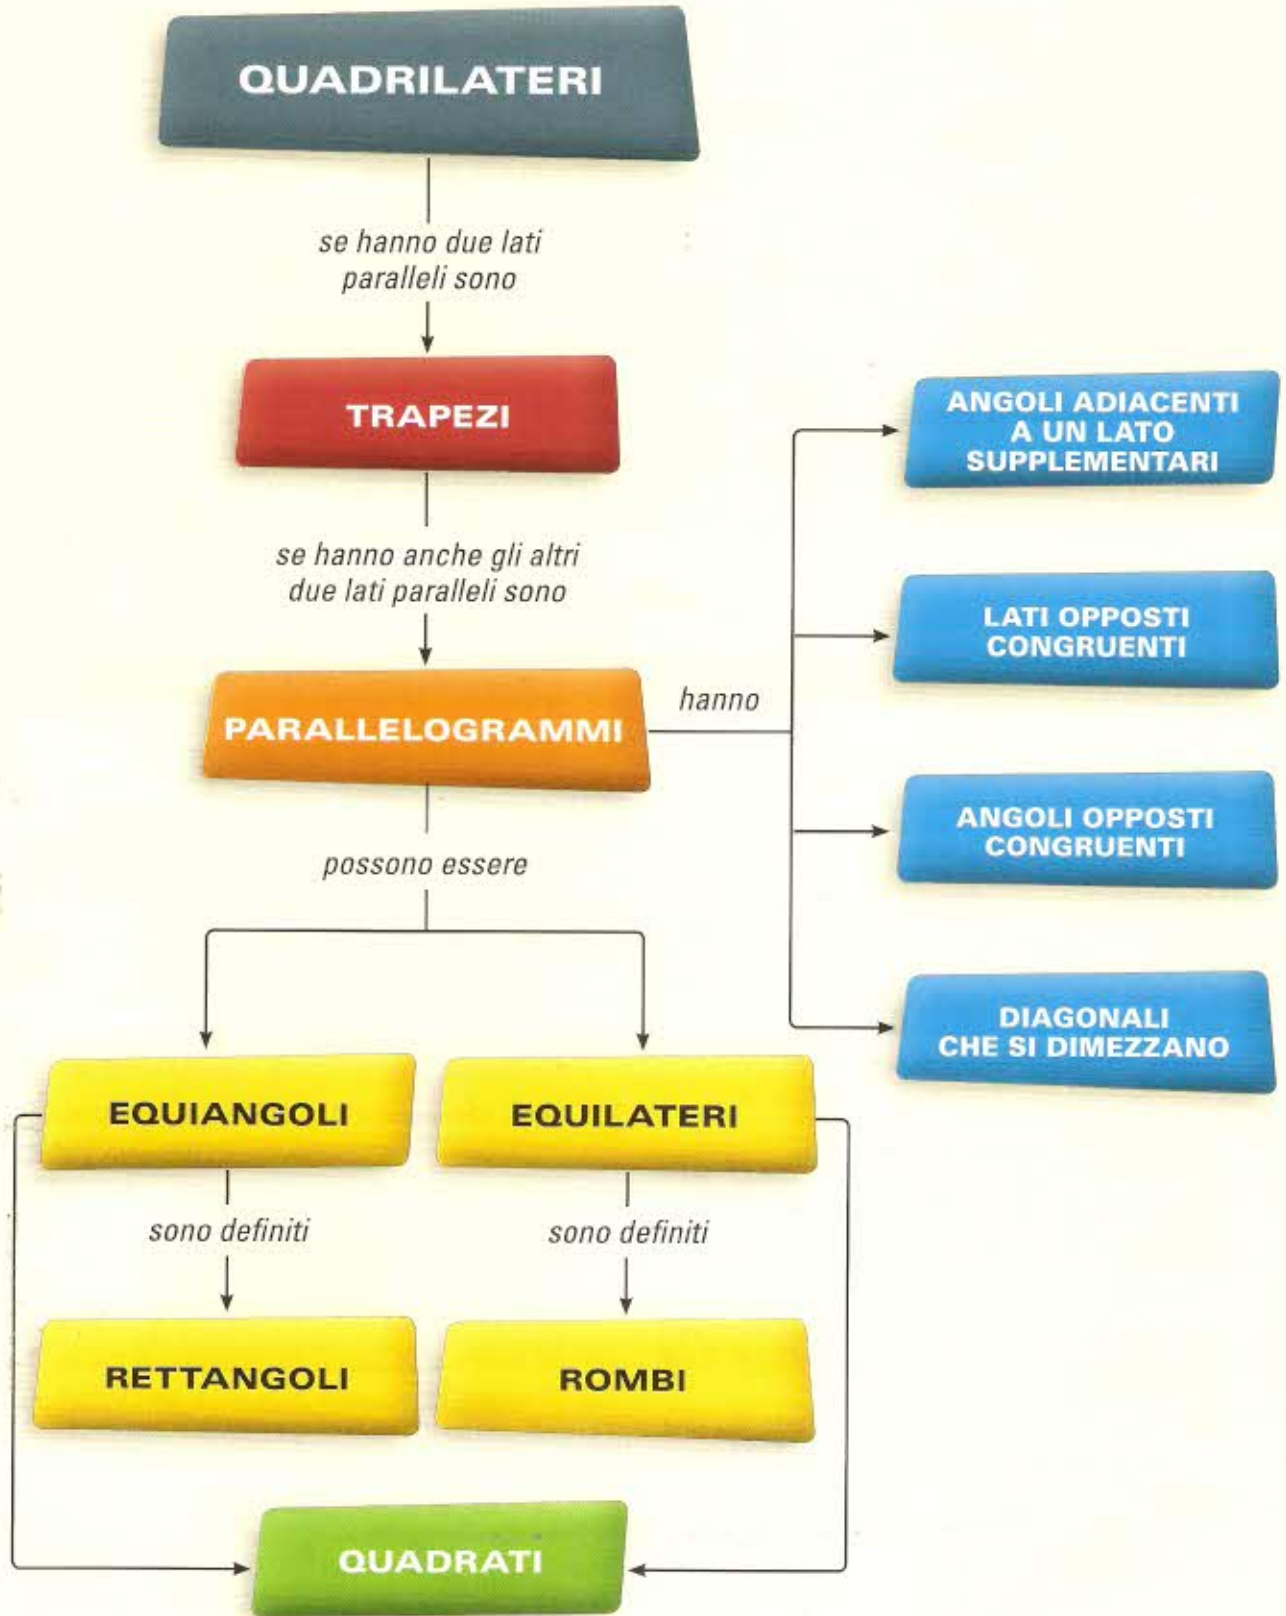 QUADRILATERI
se hanno due lati
paralleli sono
TRAPEZI
se hanno anche gli altri
due lati paralleli sono
PARALLELOGRAMMI
hanno
ANGOLI ADIACENTI
A UN LATO
SUPPLEMENTARI
LATI OPPOSTI
CONGRUENTI
ANGOLI OPPOSTI
CONGRUENTI
DIAGONALI
CHE SI DIMEZZANO
possono essere
EQUIANGOLI
EQUILATERI
sono definiti
sono definiti
RETTANGOLI
ROMBI
QUADRATI